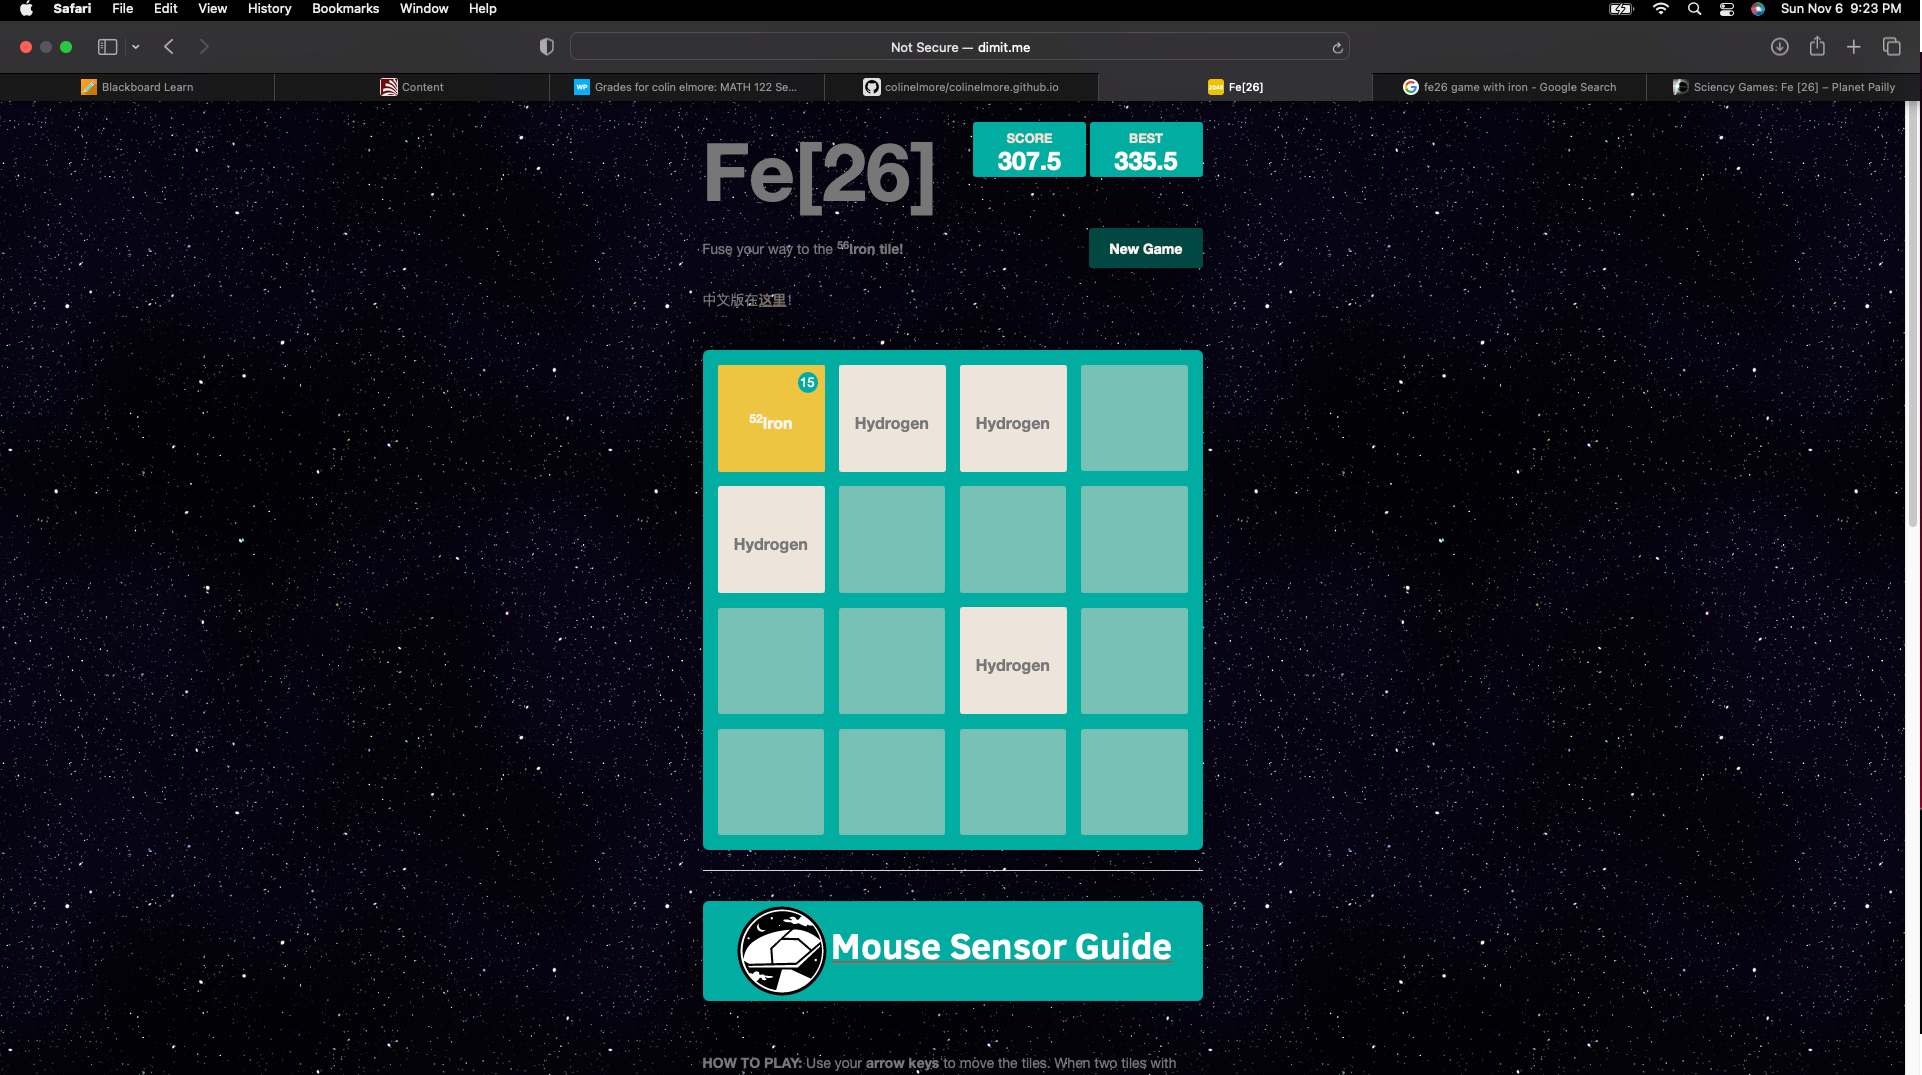 Safari File Edit View History Bookmarks Window Help Sun Nov 6 9:23 PM
Not Secure — dimit.me
Blackboard Learn
Content
WP Grades for colin elmore: MATH 122 Se...
colinelmore/colinelmore.github.io
2048 Fe[26]
G fe26 game with iron - Google Search
Sciency Games: Fe [26] – Planet Pailly
Fe[26]
SCORE
307.5
BEST
335.5
Fuse your way to the ⁵⁶Iron tile!
New Game
中文版在这里!
15
⁵²Iron
Hydrogen
Hydrogen
Hydrogen
Hydrogen
Mouse Sensor Guide
HOW TO PLAY: Use your arrow keys to move the tiles. When two tiles with